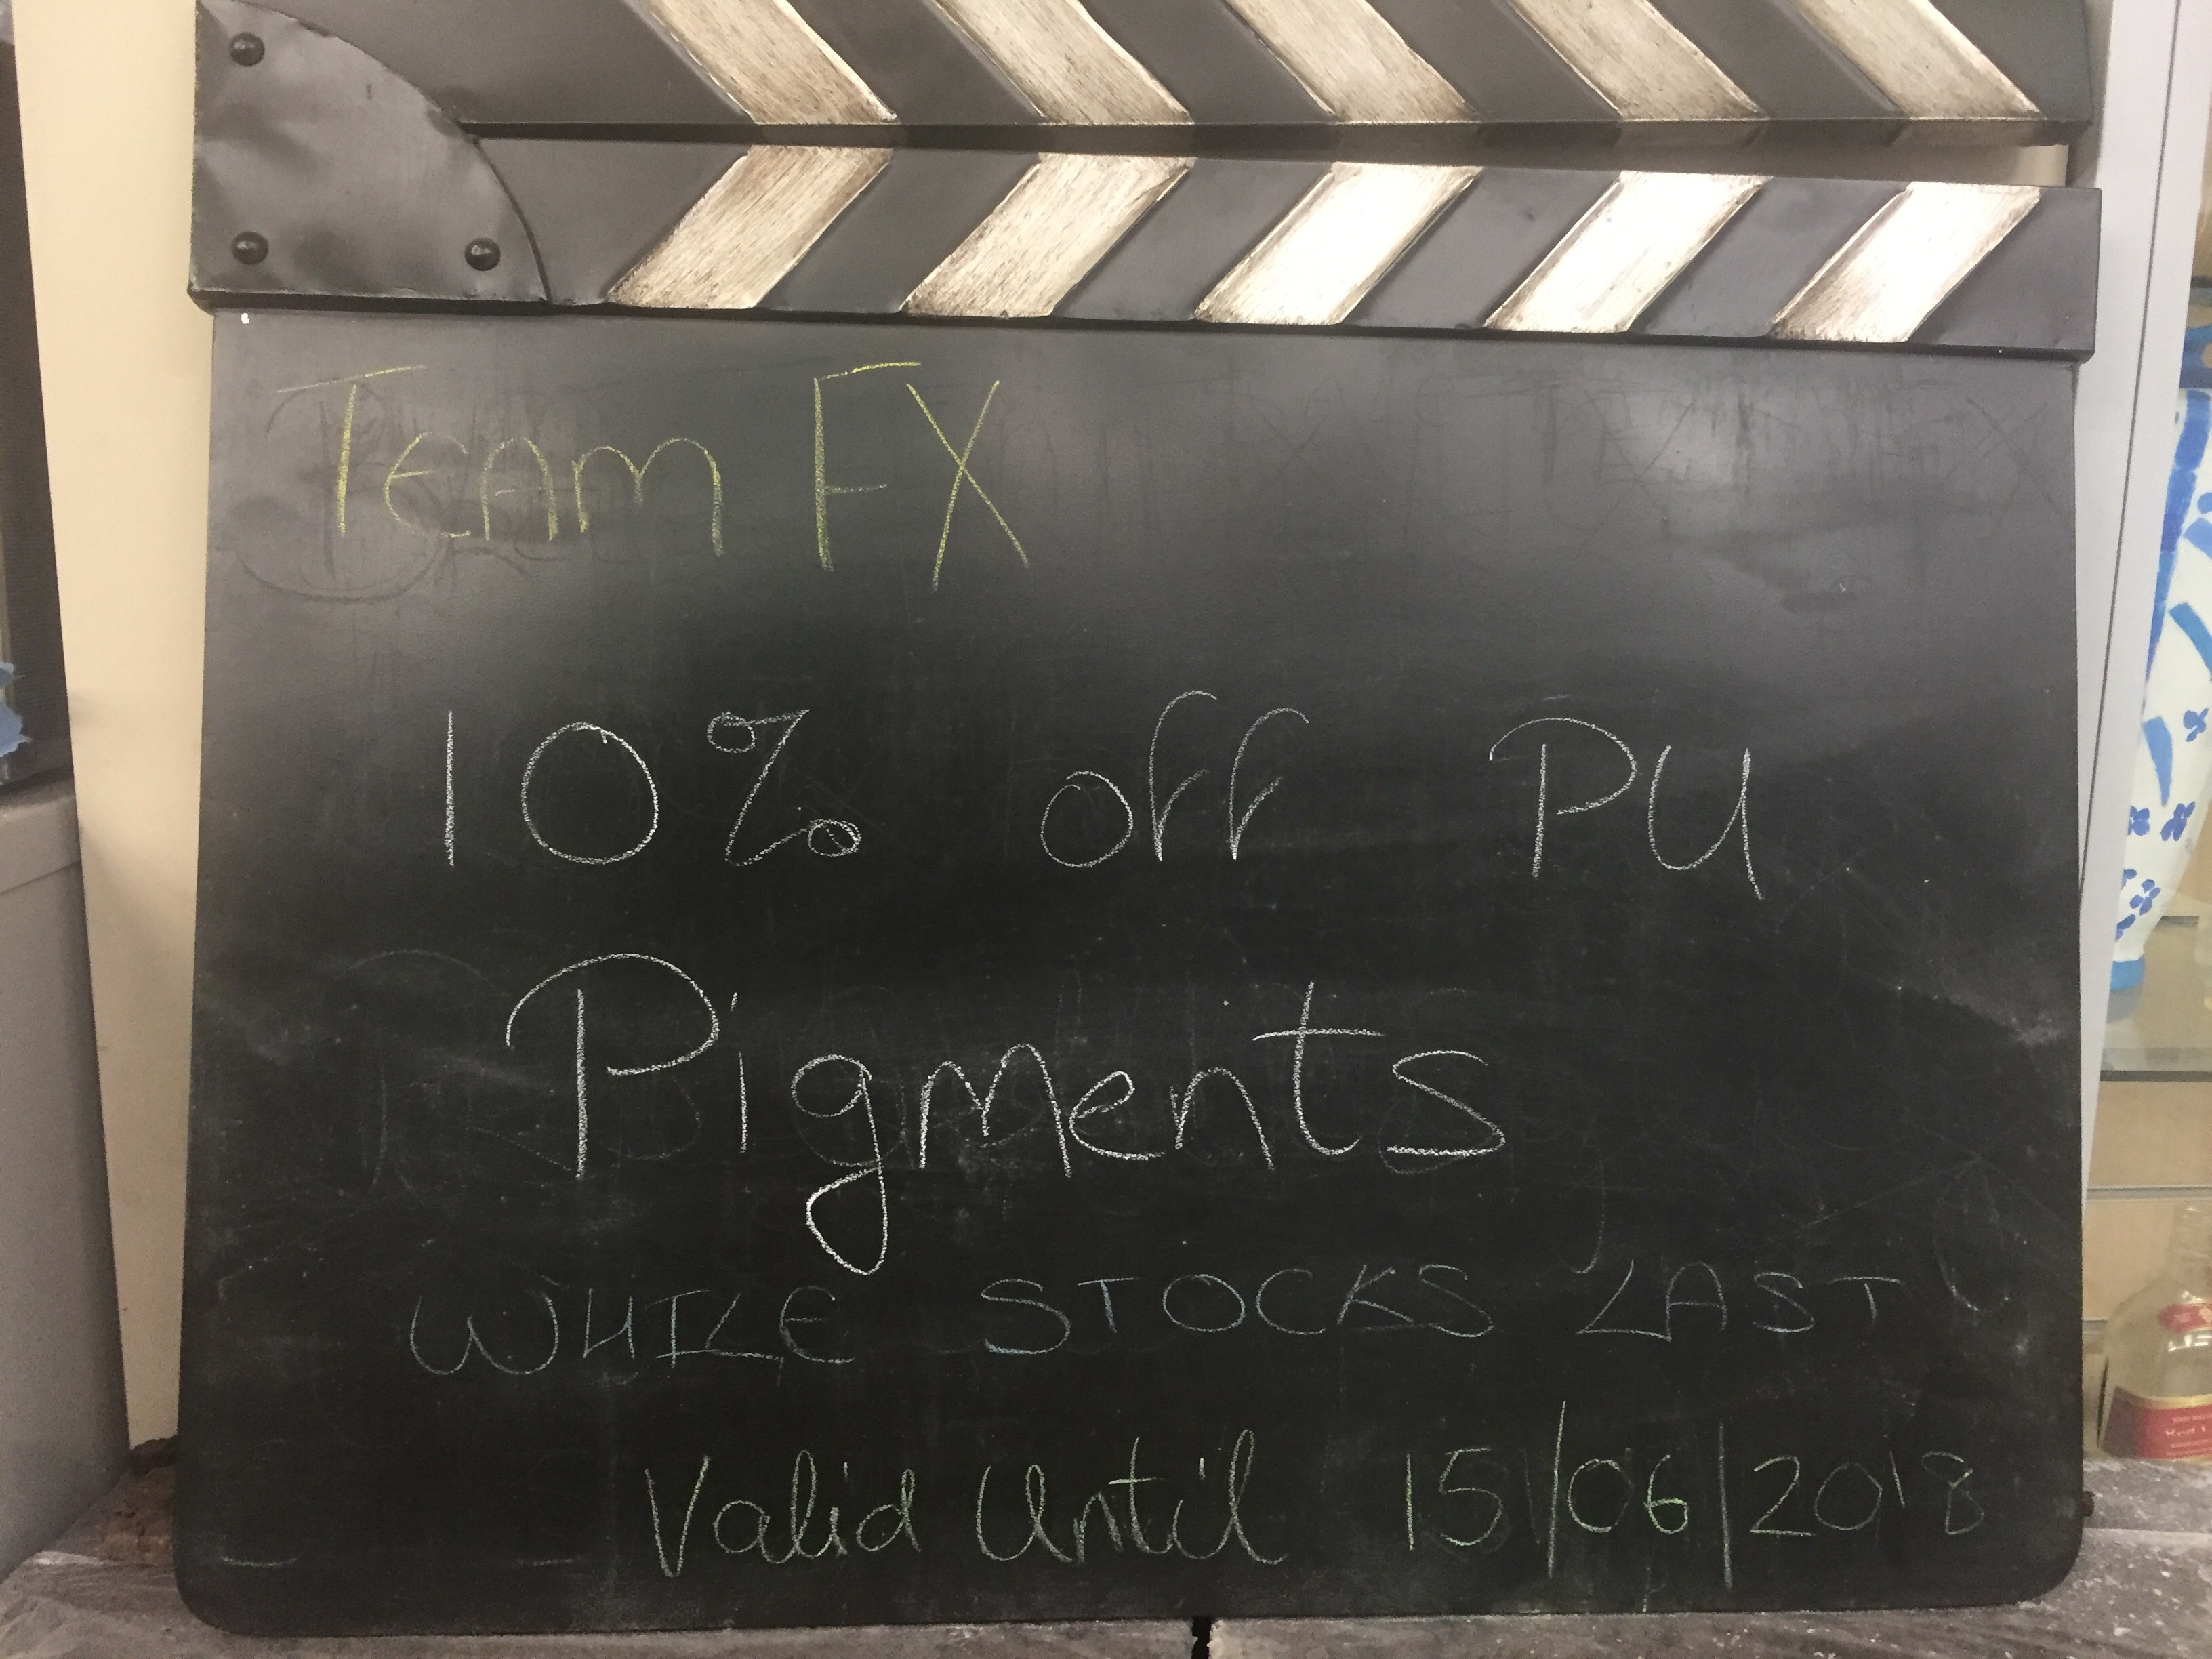 Team FX
10% off PU
Pigments
WHILE STOCKS LAST
Valid Until 15/06/2018